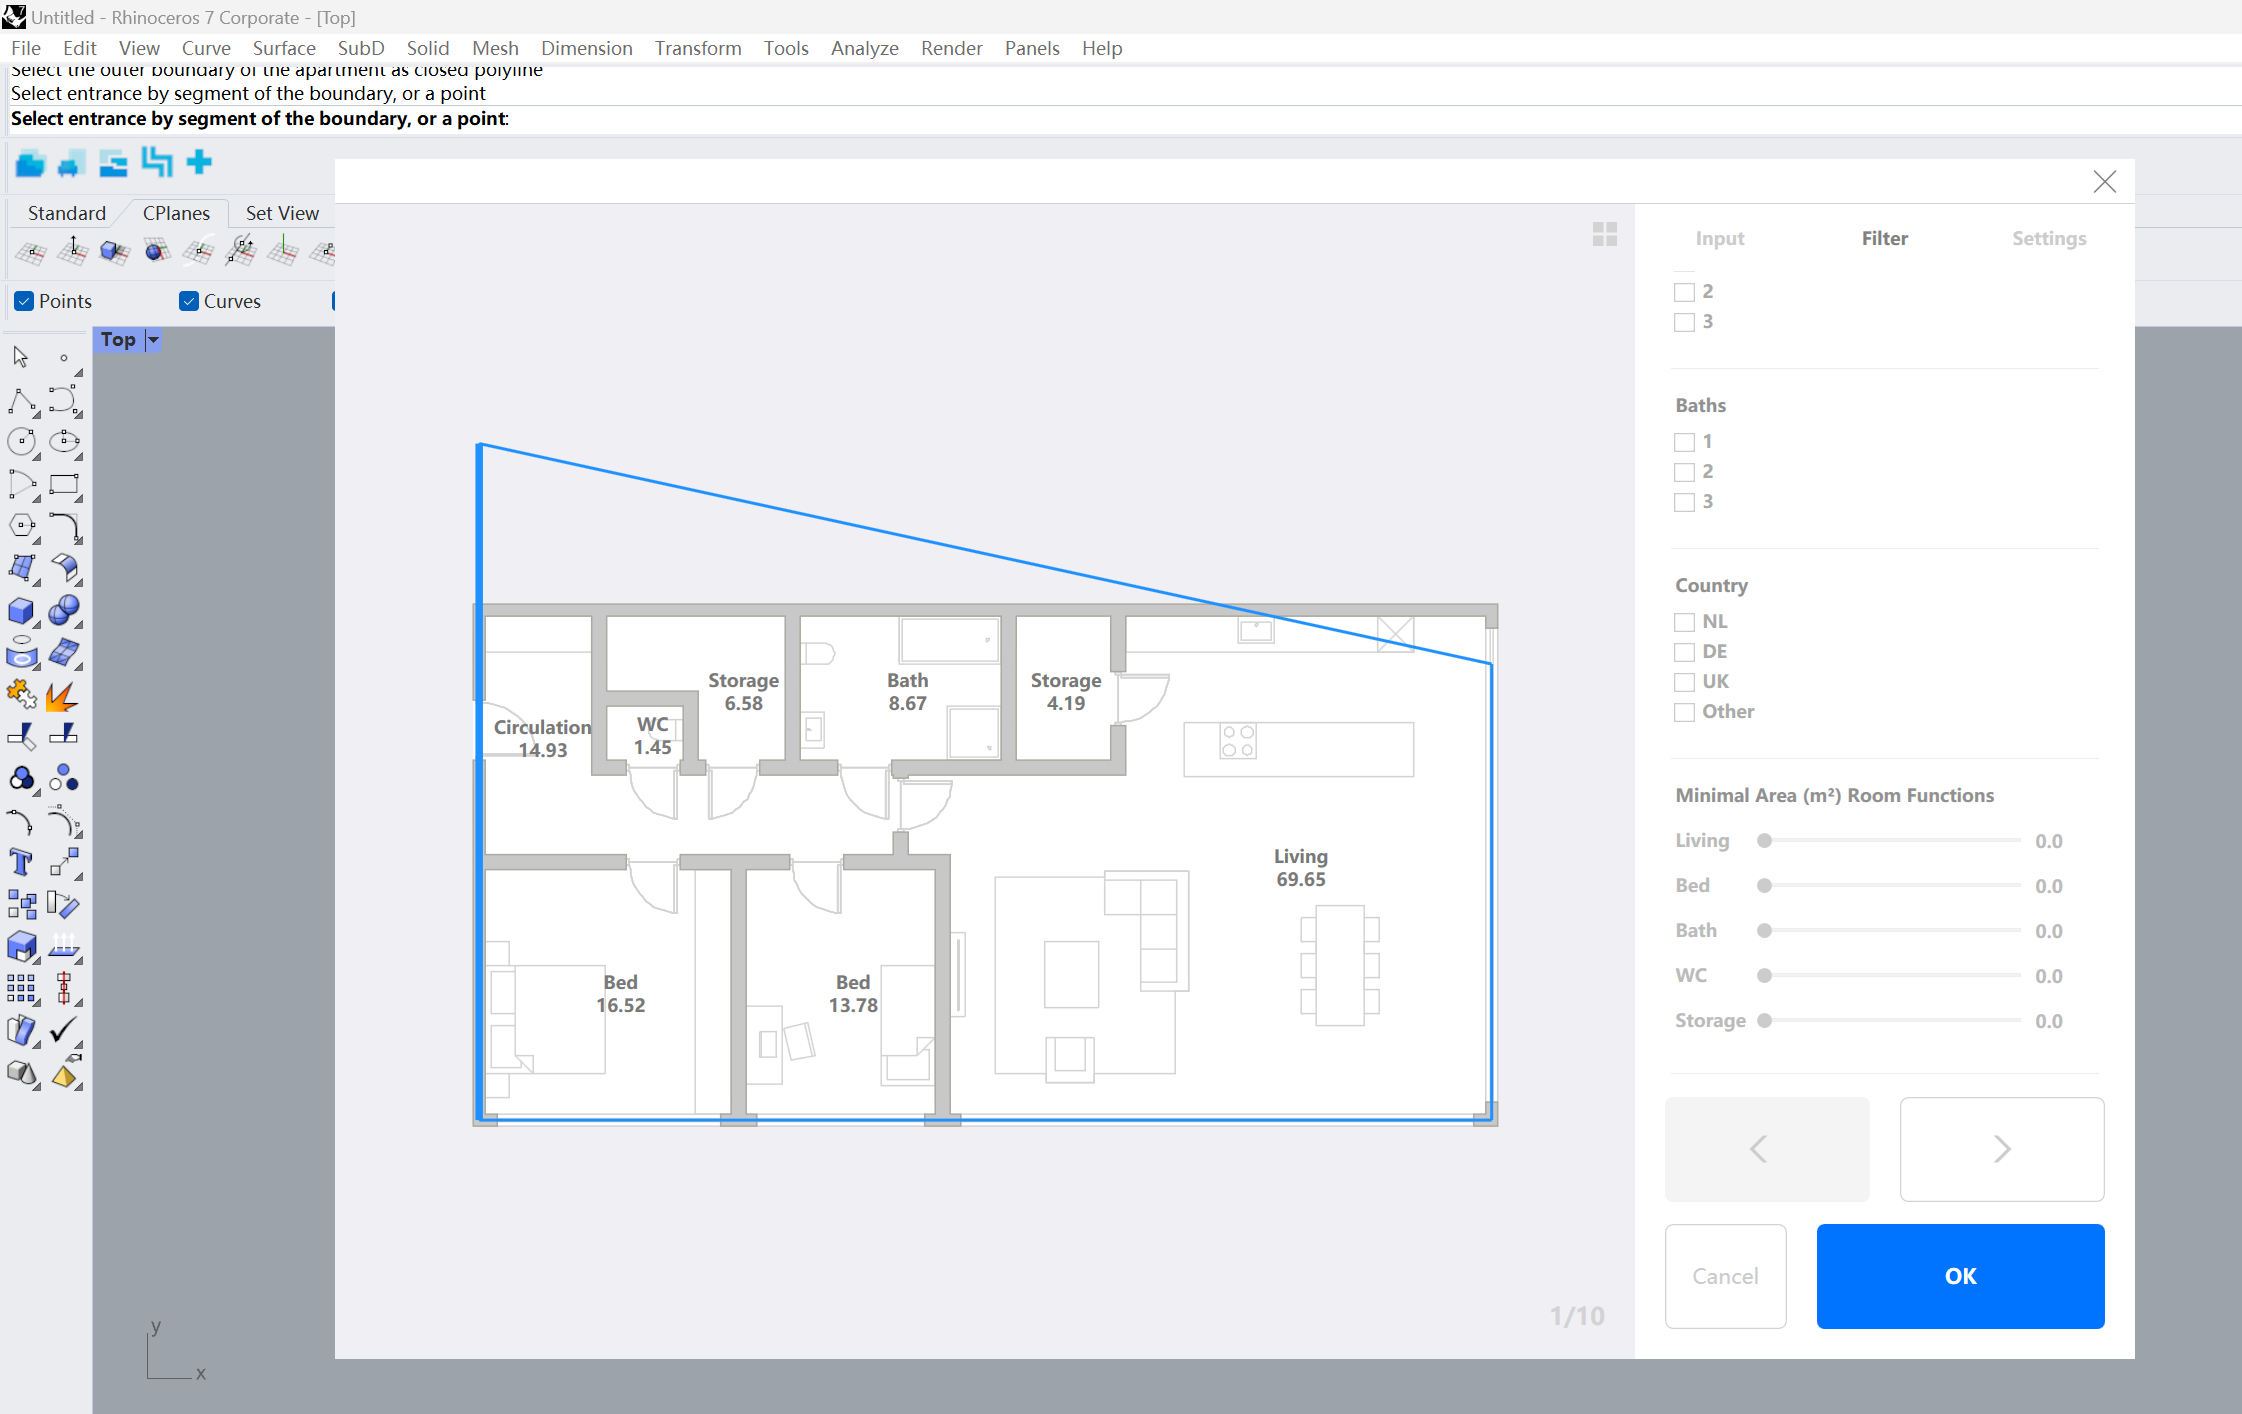 Untitled - Rhinoceros 7 Corporate - [Top]
File Edit View Curve Surface SubD Solid Mesh Dimension Transform Tools Analyze Render Panels Help
Select the outer boundary of the apartment as closed polyline
Select entrance by segment of the boundary, or a point
Select entrance by segment of the boundary, or a point:
Standard CPlanes Set View
Points Curves
Top
Input Filter Settings
2
3
Baths
1
2
3
Country
NL
DE
UK
Other
Minimal Area (m²) Room Functions
Living 0.0
Bed 0.0
Bath 0.0
WC 0.0
Storage 0.0
<
>
Cancel
OK
Circulation
14.93
WC
1.45
Storage
6.58
Bath
8.67
Storage
4.19
Living
69.65
Bed
16.52
Bed
13.78
1/10
y
x